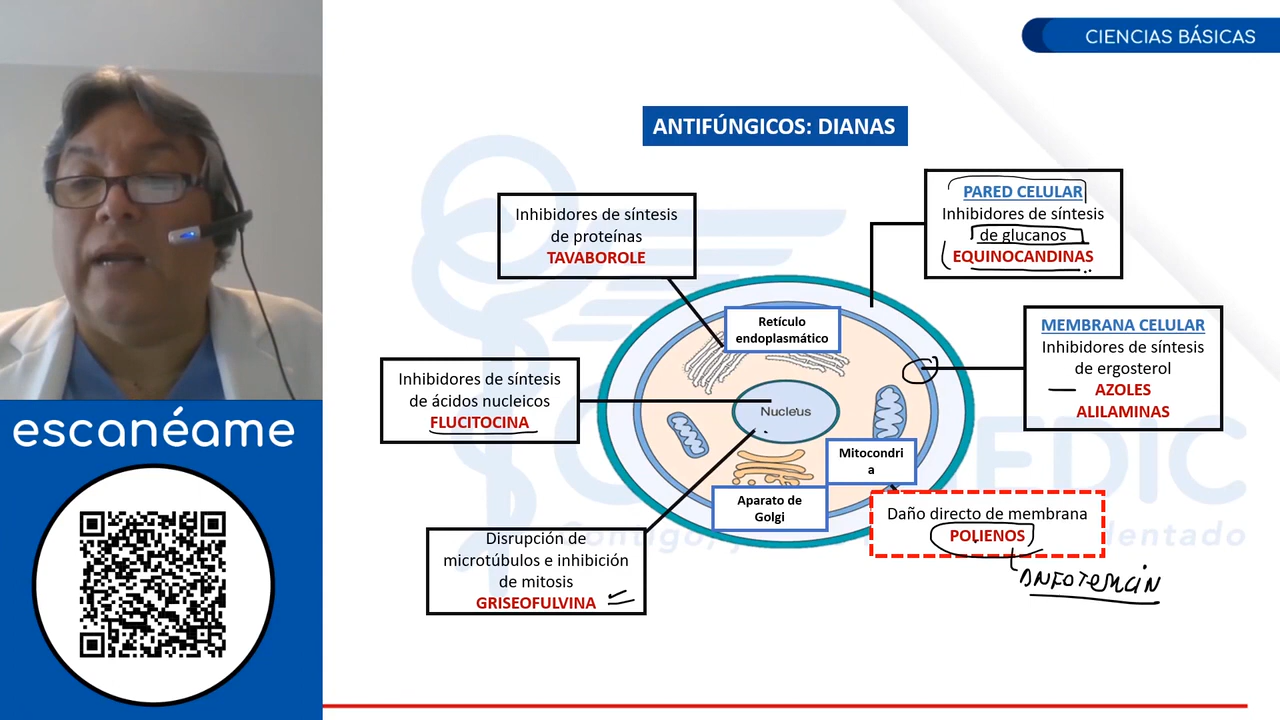 CIENCIAS BÁSICAS
ANTIFÚNGICOS: DIANAS
PARED CELULAR
Inhibidores de síntesis
de glucanos
EQUINOCANDINAS
Inhibidores de síntesis
de proteínas
TAVABOROLE
Retículo
endoplasmático
MEMBRANA CELULAR
Inhibidores de síntesis
de ergosterol
AZOLES
ALILAMINAS
Inhibidores de síntesis
de ácidos nucleicos
FLUCITOCINA
Nucleus
Mitocondri
a
Aparato de
Golgi
Daño directo de membrana
POLIENOS
Disrupción de
microtúbulos e inhibición
de mitosis
GRISEOFULVINA
escanéame
MEDIC